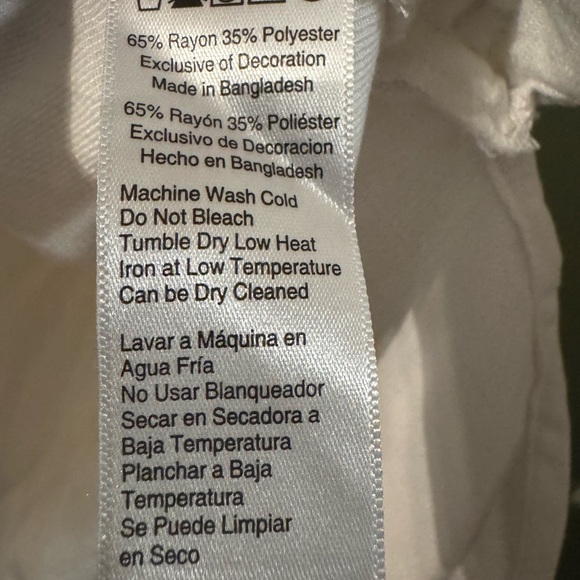 65% Rayon 35% Polyester
Exclusive of Decoration
Made in Bangladesh
65% Rayón 35% Poliéster
Exclusivo de Decoracion
Hecho en Bangladesh
Machine Wash Cold
Do Not Bleach
Tumble Dry Low Heat
Iron at Low Temperature
Can be Dry Cleaned
Lavar a Máquina en
Agua Fría
No Usar Blanqueador
Secar en Secadora a
Baja Temperatura
Planchar a Baja
Temperatura
Se Puede Limpiar
en Seco